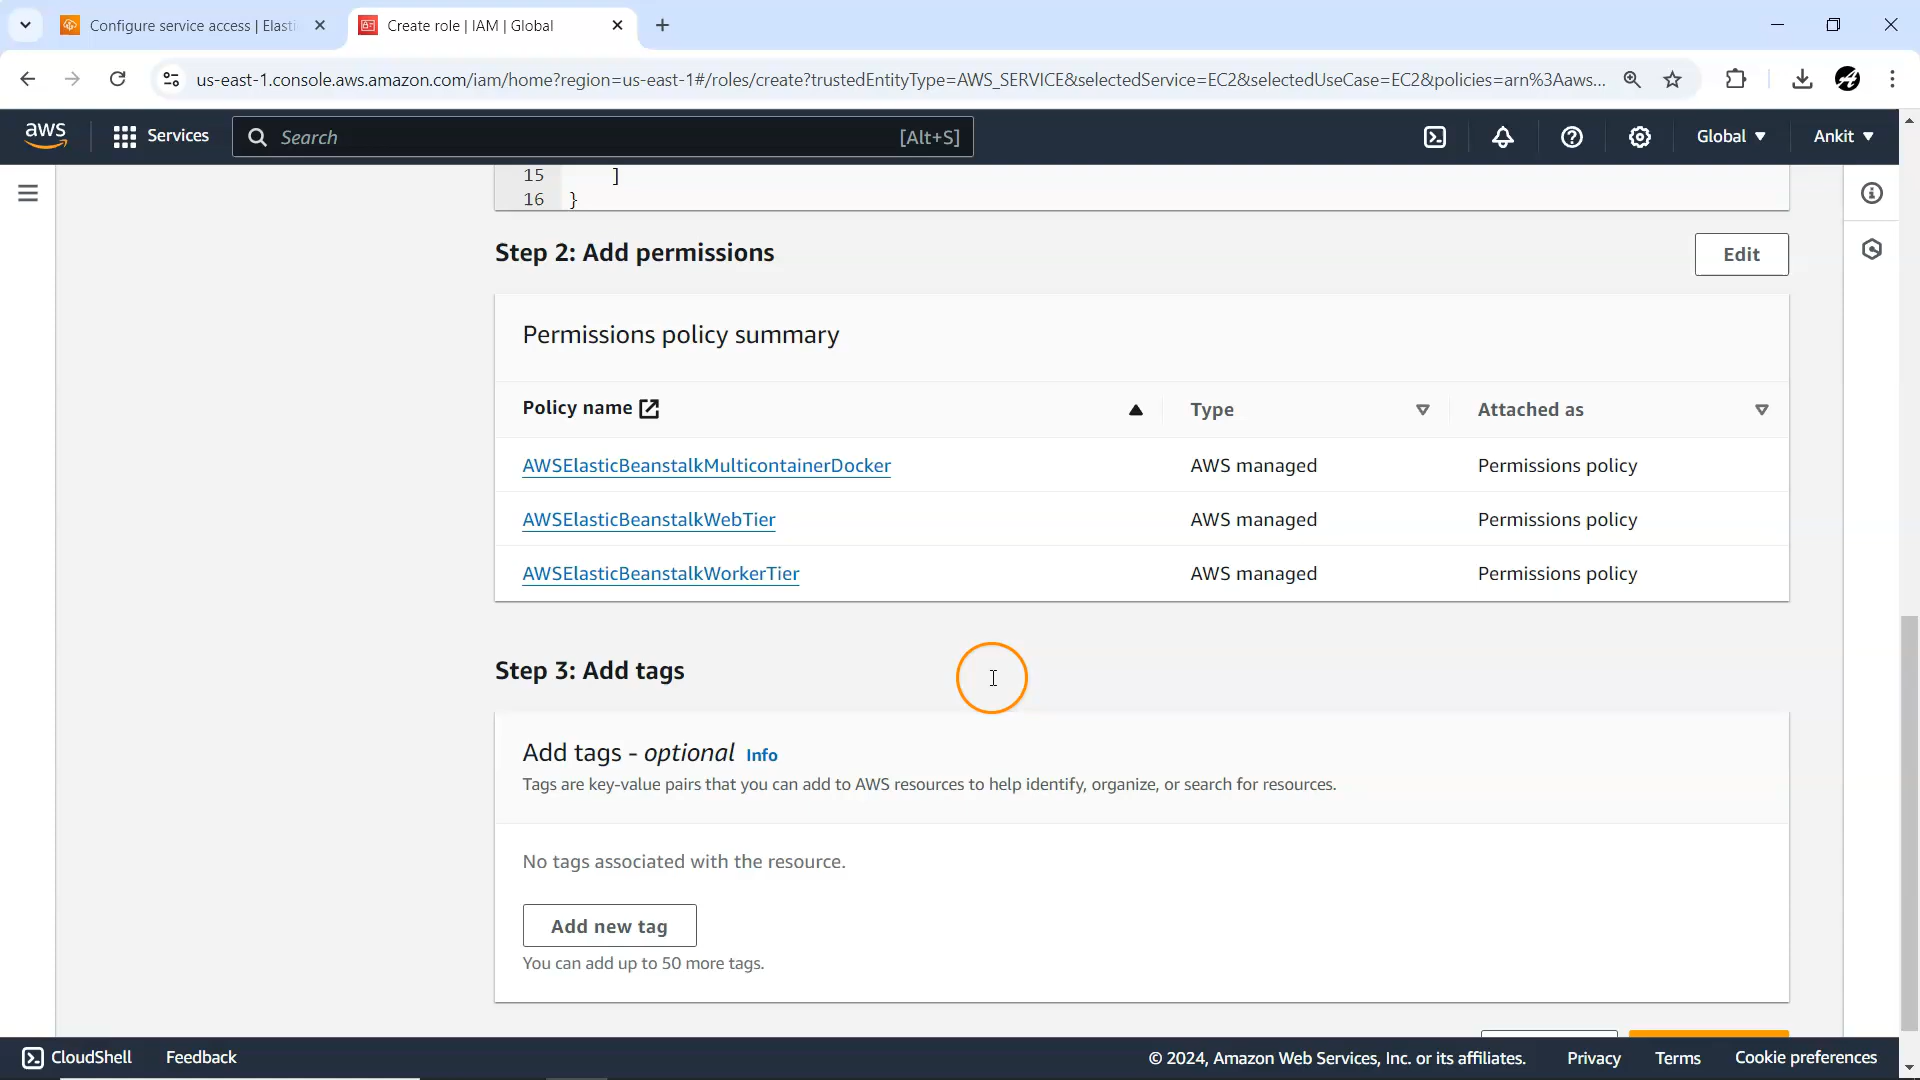 Configure service access | Elasti
Create role | IAM | Global
us-east-1.console.aws.amazon.com/iam/home?region=us-east-1#/roles/create?trustedEntityType=AWS_SERVICE&selectedService=EC2&selectedUseCase=EC2&policies=arn%3Aaws...
aws
Services
Search
[Alt+S]
Global
Ankit
15 ]
16 }
Step 2: Add permissions
Edit
Permissions policy summary
Policy name
Type
Attached as
AWSElasticBeanstalkMulticontainerDocker AWS managed Permissions policy
AWSElasticBeanstalkWebTier AWS managed Permissions policy
AWSElasticBeanstalkWorkerTier AWS managed Permissions policy
Step 3: Add tags
Add tags - optional Info
Tags are key-value pairs that you can add to AWS resources to help identify, organize, or search for resources.
No tags associated with the resource.
Add new tag
You can add up to 50 more tags.
CloudShell
Feedback
© 2024, Amazon Web Services, Inc. or its affiliates.
Privacy
Terms
Cookie preferences